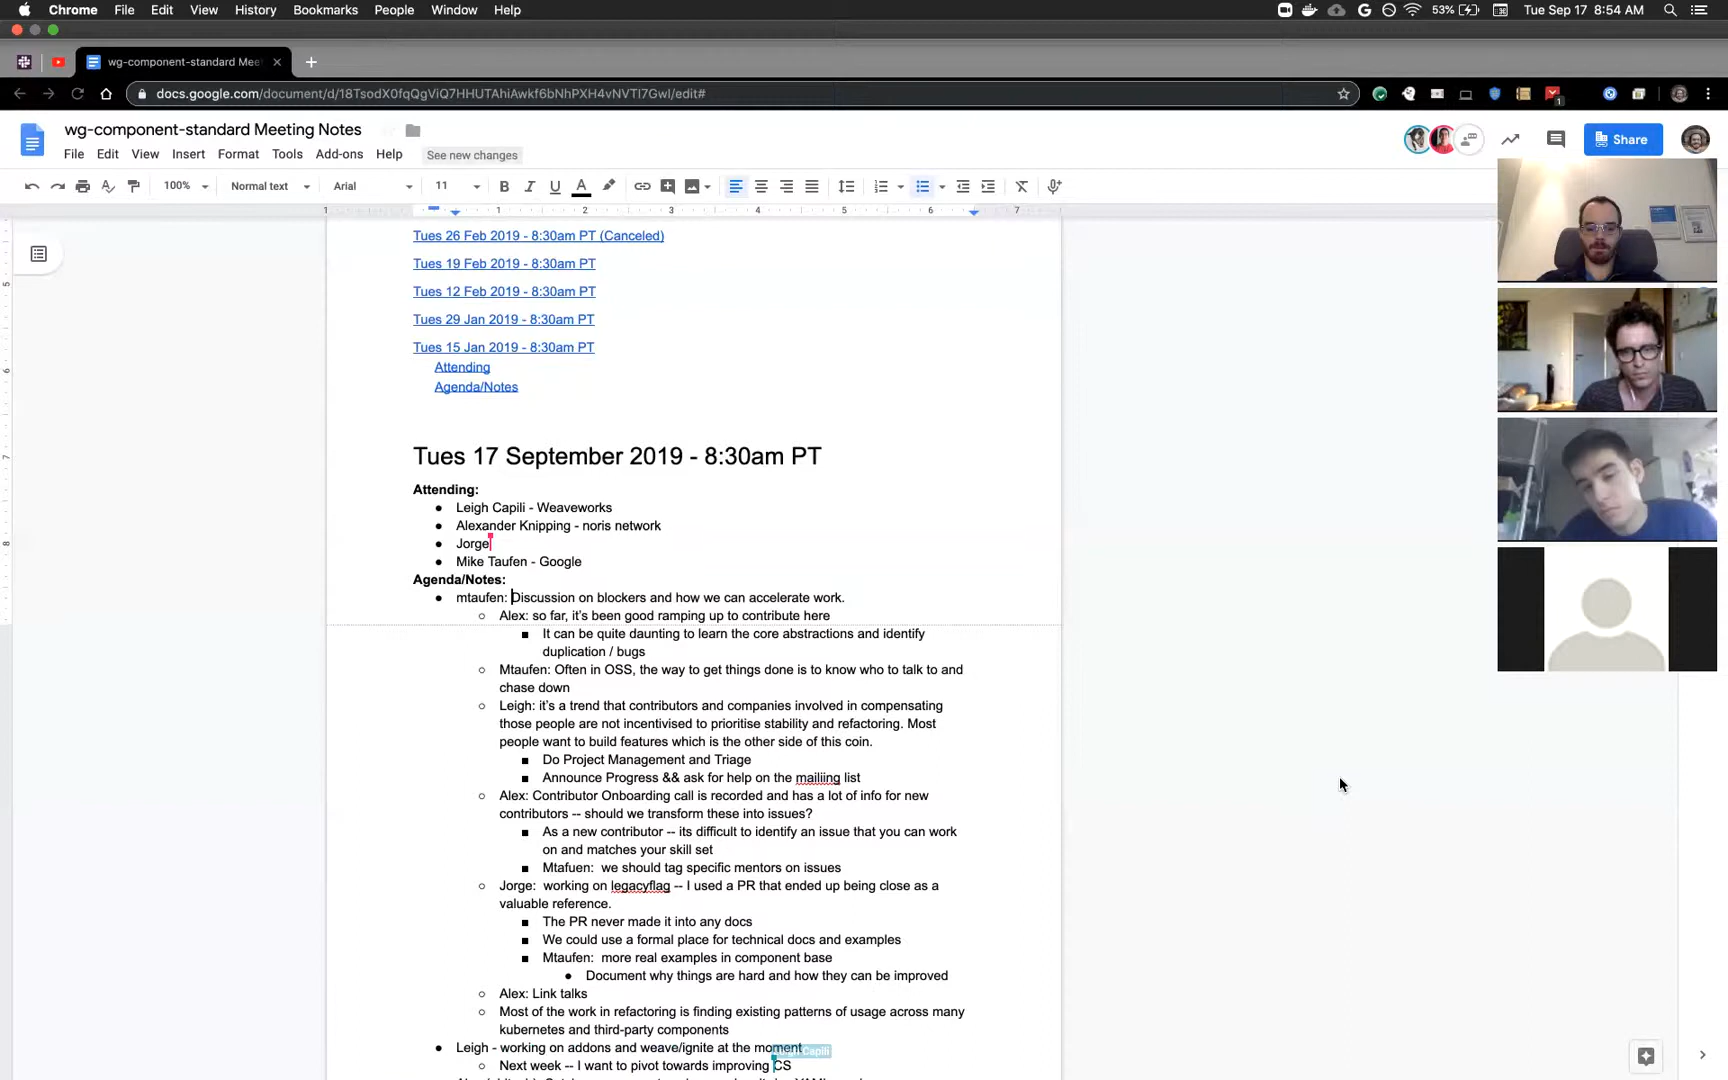 Chrome File Edit View History Bookmarks People Window Help 53% Tue Sep 17 8:54 AM
wg-component-standard Mee
docs.google.com/document/d/18TsodX0fqQgViQ7HHUTAhiAwkf6bNhPXH4vNVTl7GwI/edit#
1
wg-component-standard Meeting Notes
File Edit View Insert Format Tools Add-ons Help See new changes
Share
100% Normal text Arial 11
1 1 2 3 4 5 6 7
Tues 26 Feb 2019 - 8:30am PT (Canceled)
Tues 19 Feb 2019 - 8:30am PT
5
Tues 12 Feb 2019 - 8:30am PT
Tues 29 Jan 2019 - 8:30am PT
Tues 15 Jan 2019 - 8:30am PT
Attending
6
Agenda/Notes
Tues 17 September 2019 - 8:30am PT
7
Attending:
● Leigh Capili - Weaveworks
● Alexander Knipping - noris network
● Jorge
8
● Mike Taufen - Google
Agenda/Notes:
● mtaufen: Discussion on blockers and how we can accelerate work.
○ Alex: so far, it's been good ramping up to contribute here
■ It can be quite daunting to learn the core abstractions and identify
duplication / bugs
○ Mtaufen: Often in OSS, the way to get things done is to know who to talk to and
chase down
○ Leigh: it's a trend that contributors and companies involved in compensating
those people are not incentivised to prioritise stability and refactoring. Most
people want to build features which is the other side of this coin.
■ Do Project Management and Triage
■ Announce Progress && ask for help on the mailiing list
○ Alex: Contributor Onboarding call is recorded and has a lot of info for new
contributors -- should we transform these into issues?
■ As a new contributor -- its difficult to identify an issue that you can work
on and matches your skill set
■ Mtafuen: we should tag specific mentors on issues
○ Jorge: working on legacyflag -- I used a PR that ended up being close as a
valuable reference.
■ The PR never made it into any docs
■ We could use a formal place for technical docs and examples
■ Mtaufen: more real examples in component base
● Document why things are hard and how they can be improved
○ Alex: Link talks
○ Most of the work in refactoring is finding existing patterns of usage across many
kubernetes and third-party components
● Leigh - working on addons and weave/ignite at the moment
Leigh Capili
○ Next week -- I want to pivot towards improving CS